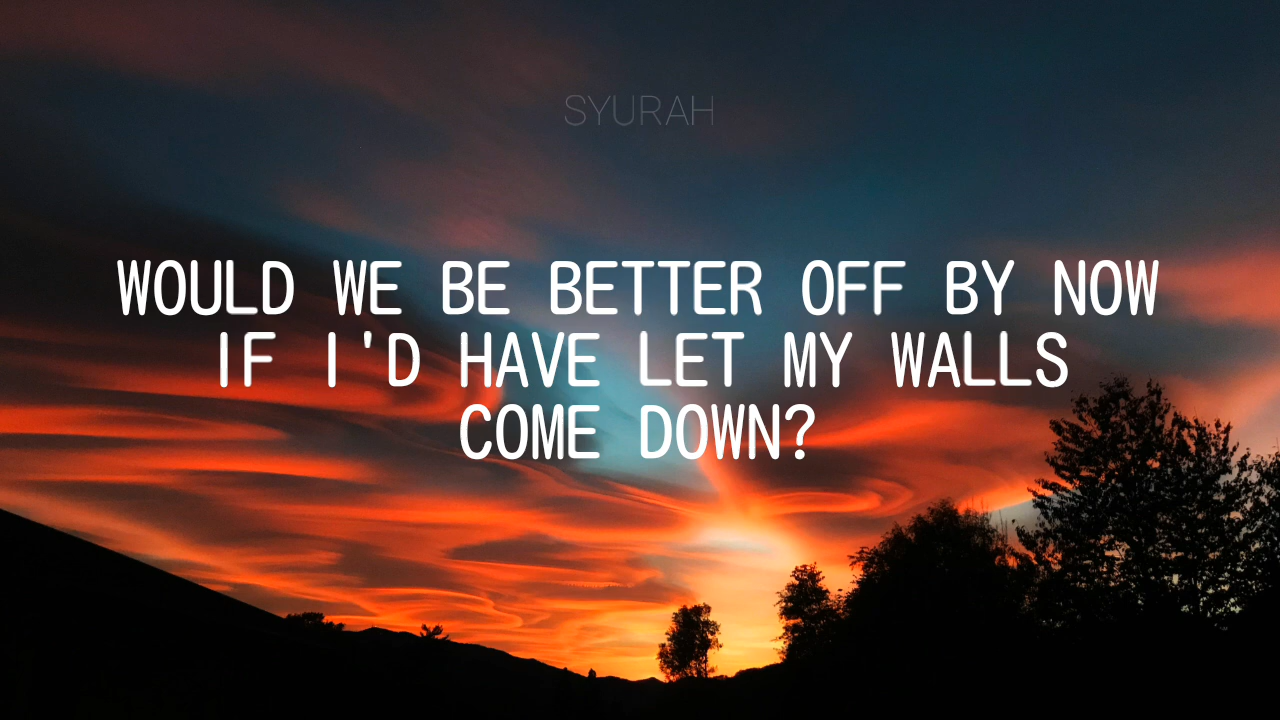 SYURAH
WOULD WE BE BETTER OFF BY NOW
IF I'D HAVE LET MY WALLS
COME DOWN?